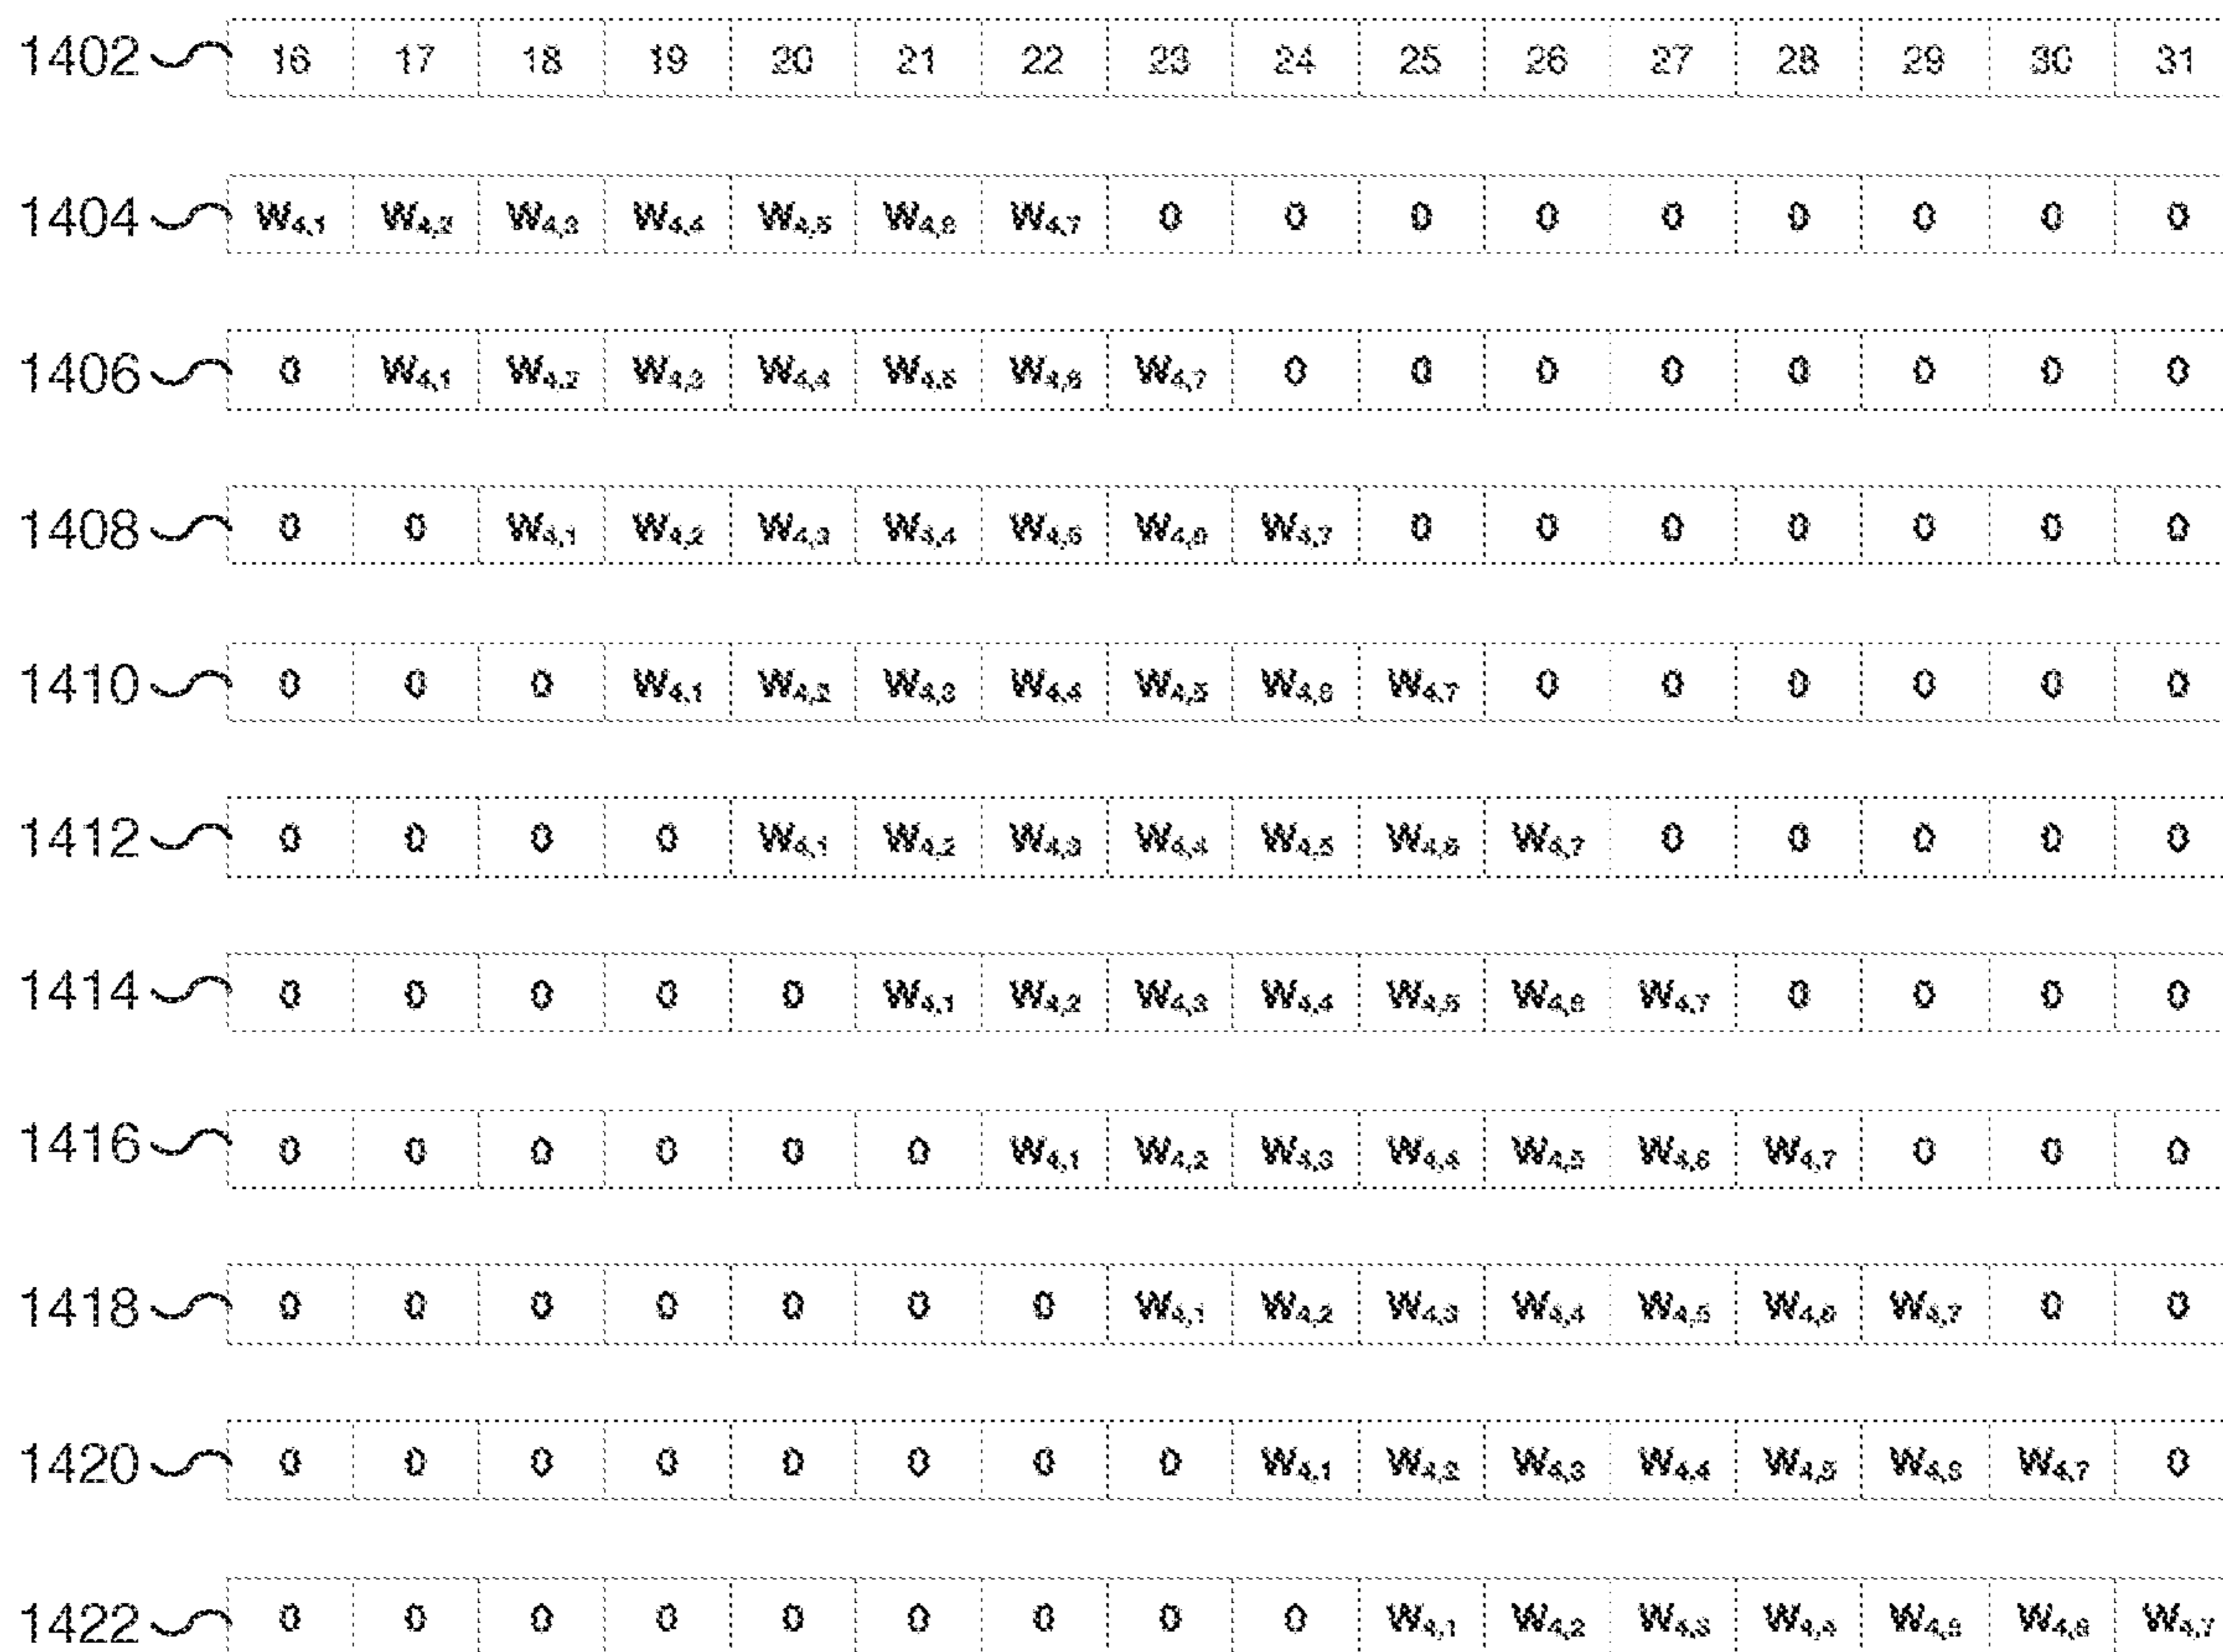 1402 16 17 18 19 20 21 22 23 24 25 26 27 28 29 30 31
1404 W4,1 W4,2 W4,3 W4,4 W4,5 W4,6 W4,7 0 0 0 0 0 0 0 0 0
1406 0 W4,1 W4,2 W4,3 W4,4 W4,5 W4,6 W4,7 0 0 0 0 0 0 0 0
1408 0 0 W4,1 W4,2 W4,3 W4,4 W4,5 W4,6 W4,7 0 0 0 0 0 0 0
1410 0 0 0 W4,1 W4,2 W4,3 W4,4 W4,5 W4,6 W4,7 0 0 0 0 0 0
1412 0 0 0 0 W4,1 W4,2 W4,3 W4,4 W4,5 W4,6 W4,7 0 0 0 0 0
1414 0 0 0 0 0 W4,1 W4,2 W4,3 W4,4 W4,5 W4,6 W4,7 0 0 0 0
1416 0 0 0 0 0 0 W4,1 W4,2 W4,3 W4,4 W4,5 W4,6 W4,7 0 0 0
1418 0 0 0 0 0 0 0 W4,1 W4,2 W4,3 W4,4 W4,5 W4,6 W4,7 0 0
1420 0 0 0 0 0 0 0 0 W4,1 W4,2 W4,3 W4,4 W4,5 W4,6 W4,7 0
1422 0 0 0 0 0 0 0 0 0 W4,1 W4,2 W4,3 W4,4 W4,5 W4,6 W4,7